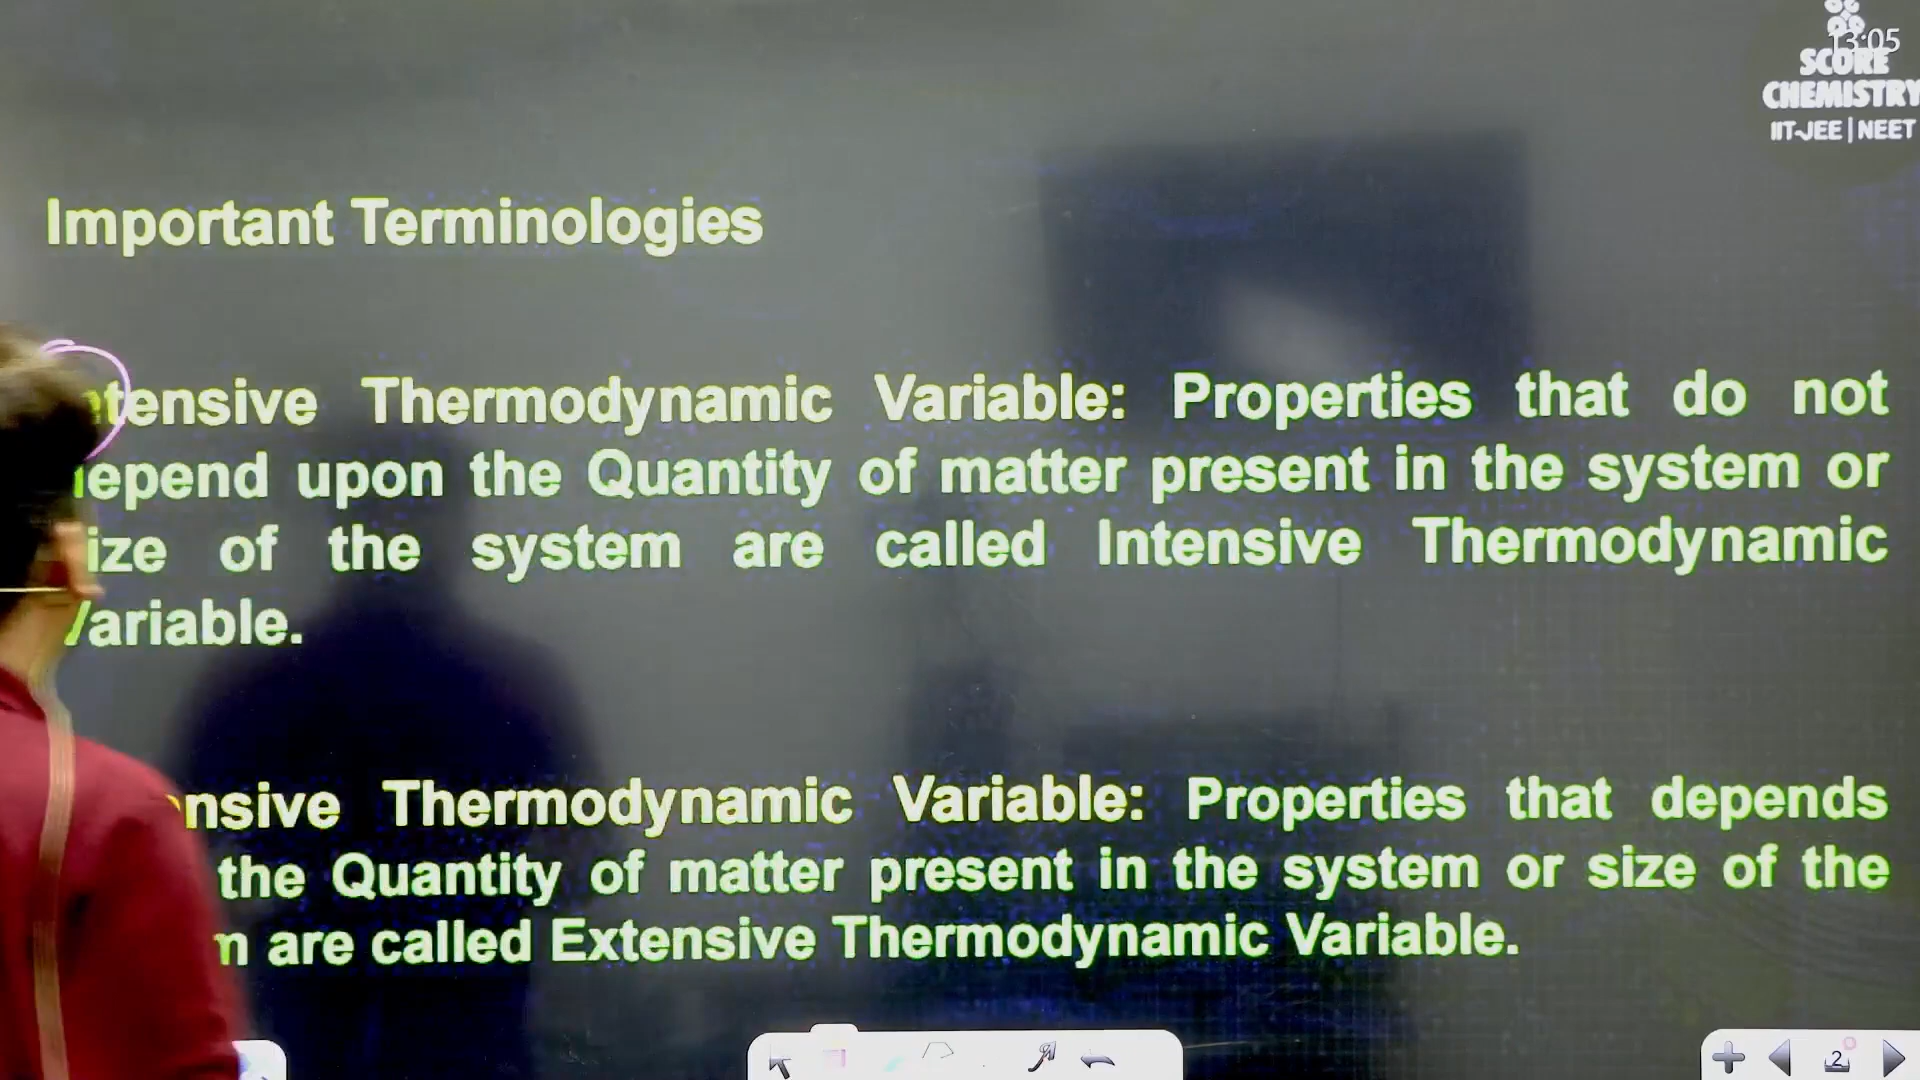 13:05
SCORE
CHEMISTRY
IIT-JEE | NEET
Important Terminologies
ntensive Thermodynamic Variable: Properties that do not
epend upon the Quantity of matter present in the system or
ize of the system are called Intensive Thermodynamic
Variable.
nsive Thermodynamic Variable: Properties that depends
the Quantity of matter present in the system or size of the
m are called Extensive Thermodynamic Variable.
2